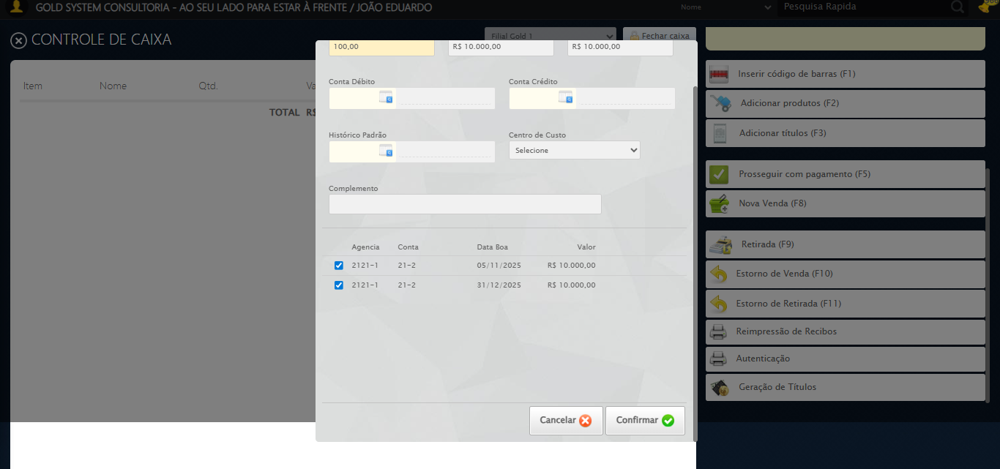 GOLD SYSTEM CONSULTORIA - AO SEU LADO PARA ESTAR À FRENTE / JOÃO EDUARDO
Nome
Pesquisa Rapida
CONTROLE DE CAIXA
Filial Gold 1
Fechar caixa
Item Nome Qtd.
TOTAL
100,00
R$ 10.000,00
R$ 10.000,00
Conta Débito
Conta Crédito
Histórico Padrão
Centro de Custo
Selecione
Complemento
Agencia Conta Data Boa Valor
2121-1 21-2 05/11/2025 R$ 10.000,00
2121-1 21-2 31/12/2025 R$ 10.000,00
Cancelar
Confirmar
Inserir código de barras (F1)
Adicionar produtos (F2)
Adicionar títulos (F3)
Prosseguir com pagamento (F5)
Nova Venda (F8)
Retirada (F9)
Estorno de Venda (F10)
Estorno de Retirada (F11)
Reimpressão de Recibos
Autenticação
Geração de Títulos